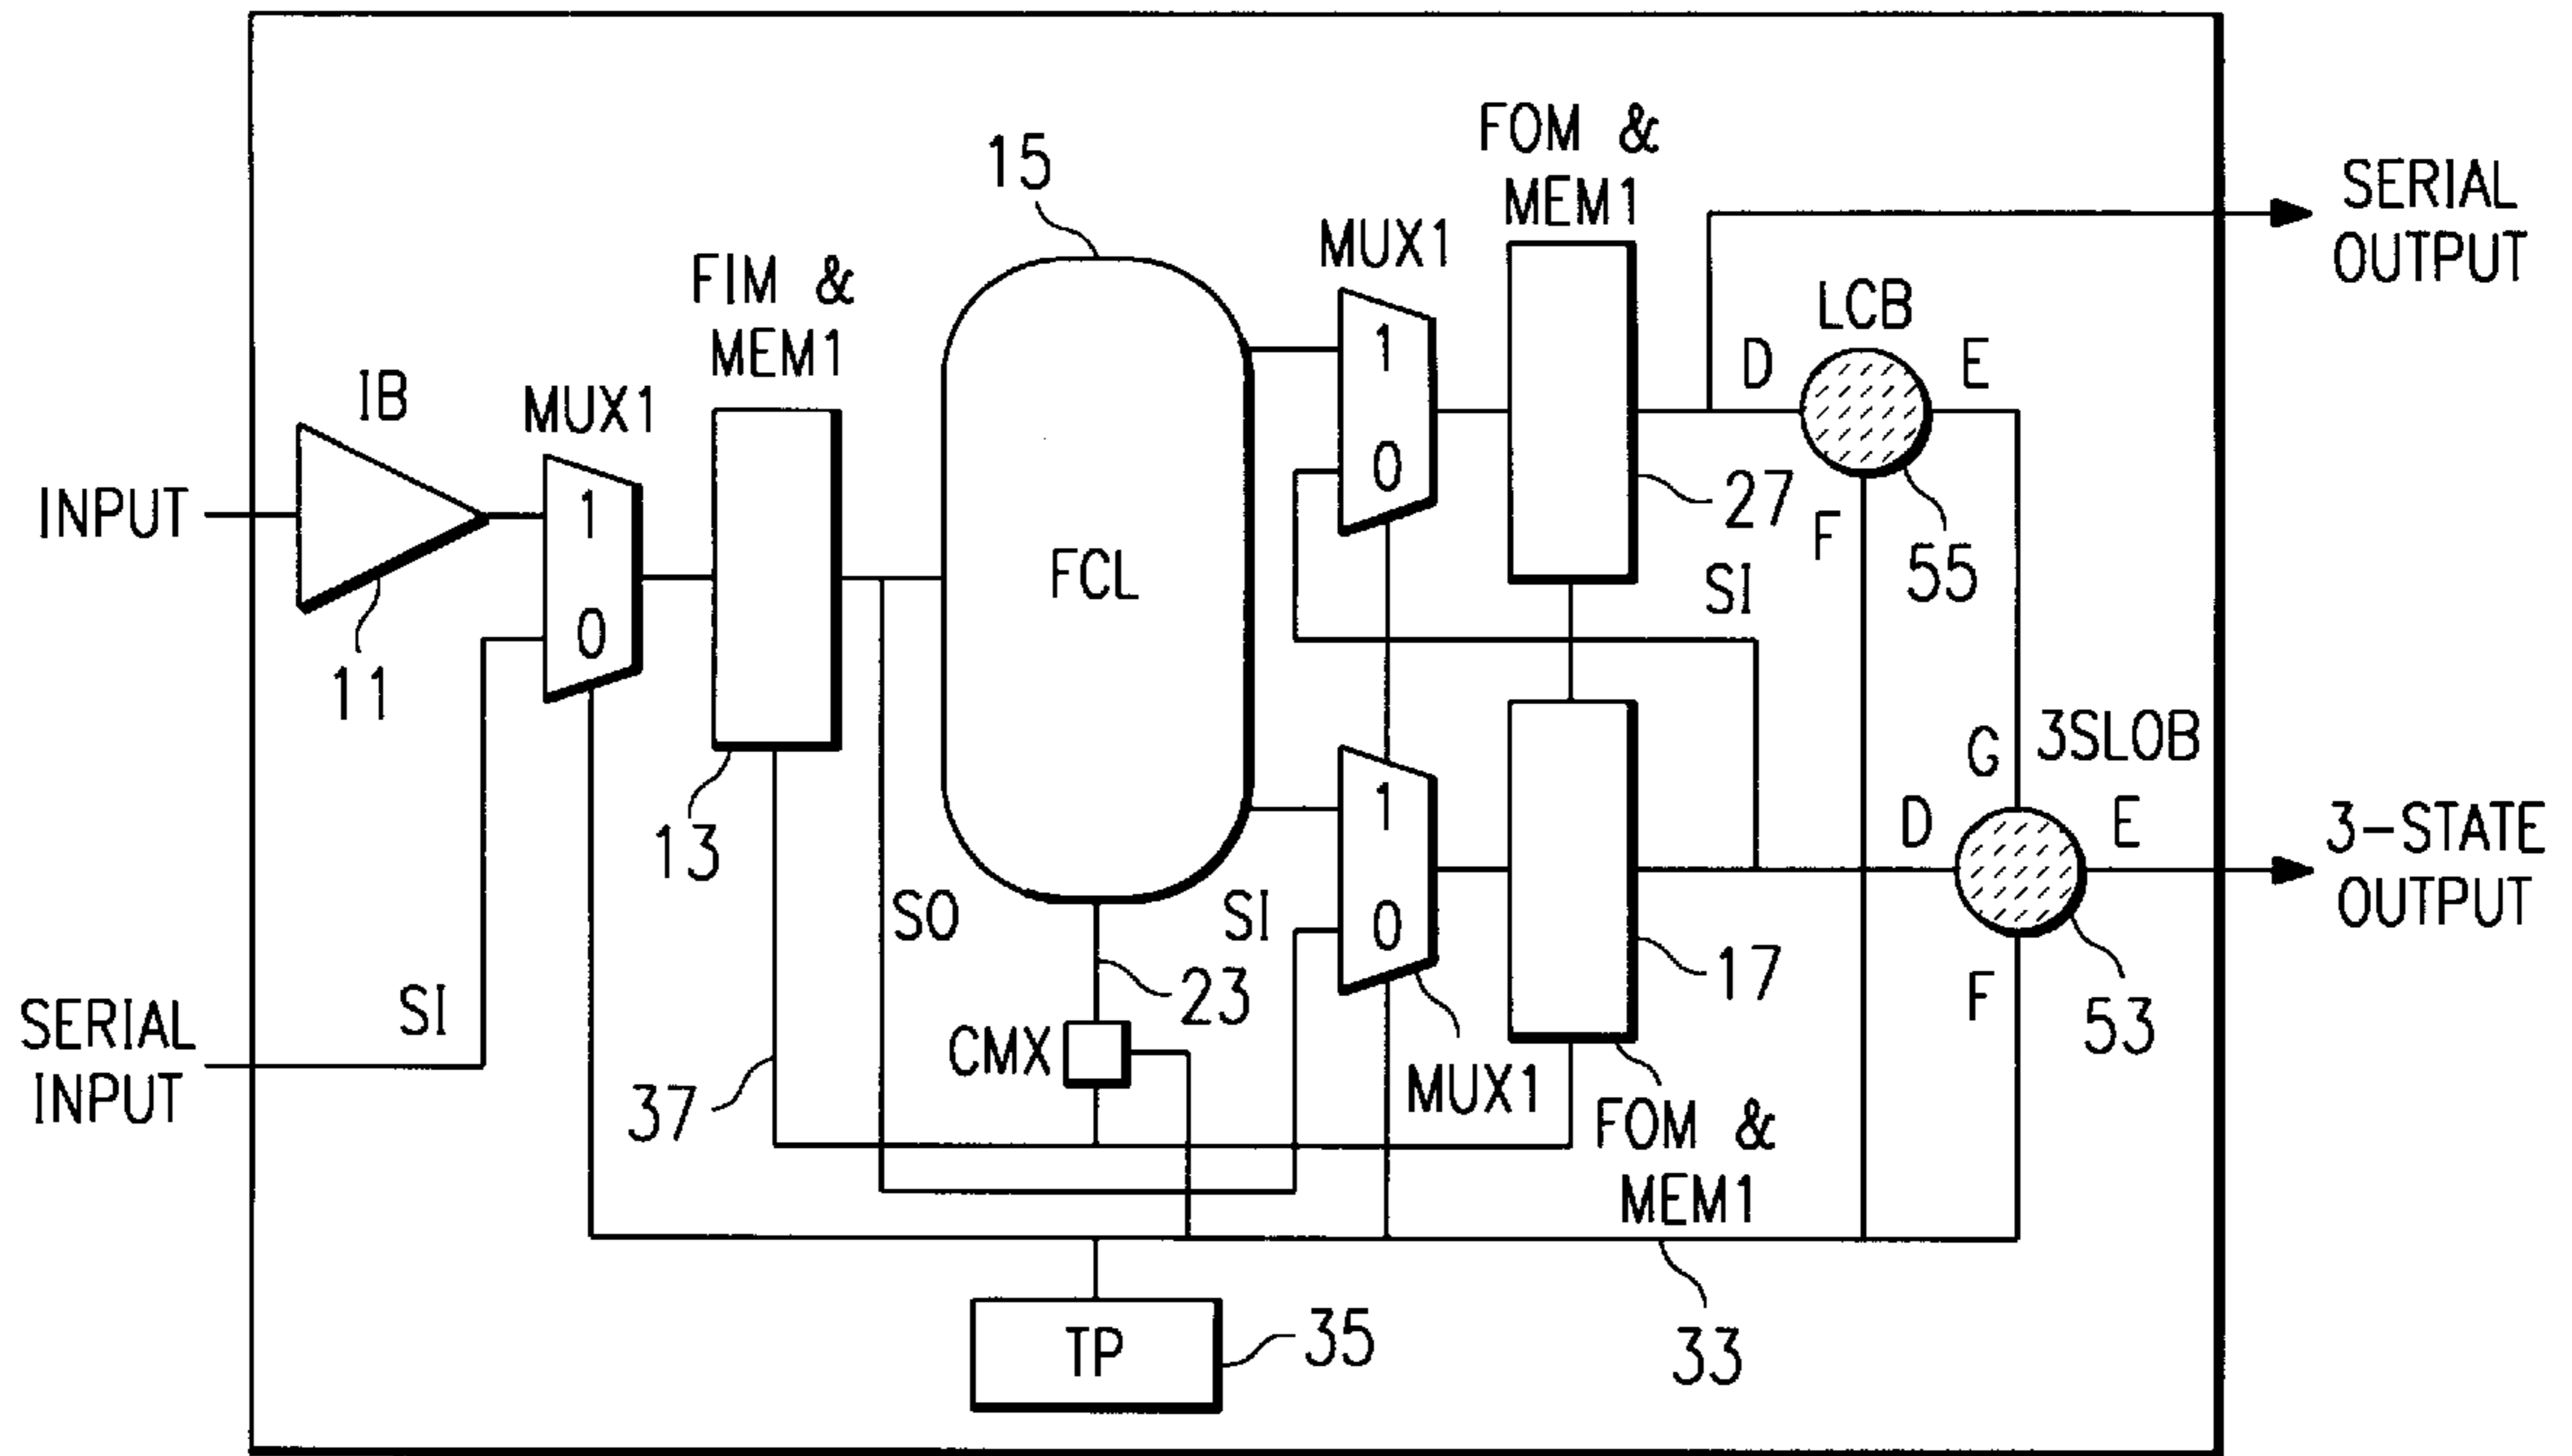 FOM &
MEM1
15
SERIAL
OUTPUT
MUX1
FIM &
MEM1
LCB
1
D
E
IB
MUX1
0
27
INPUT
1
F
55
FCL
SI
0
11
G
3SLOB
13
1
D
E
3-STATE
OUTPUT
SO
SI
0
17
F
53
SERIAL
INPUT
SI
23
CMX
37
MUX1
FOM &
MEM1
TP
35
33